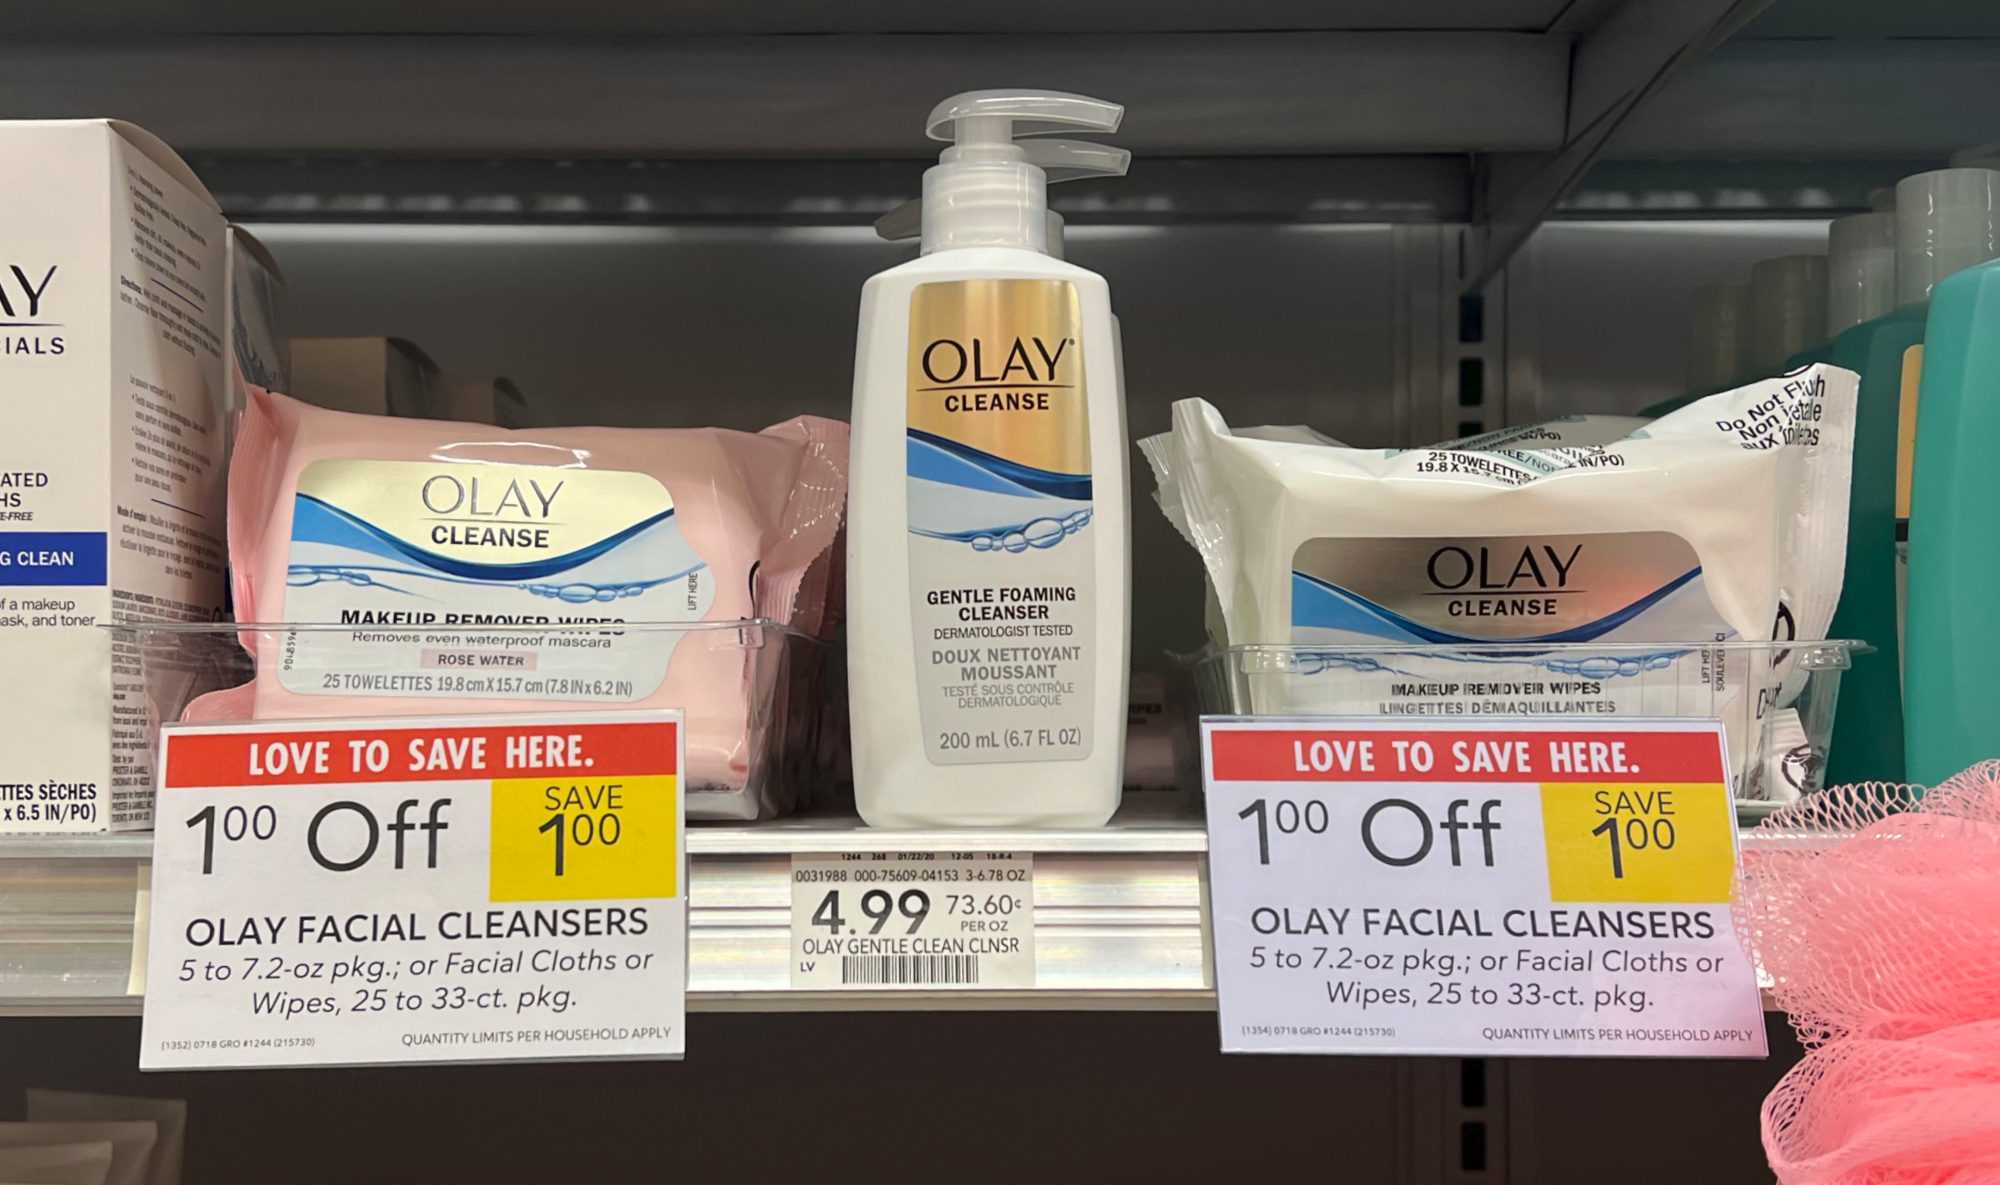 AY
CIALS
ATED
HS
E-FREE
G CLEAN
of a makeup
ask, and toner
TTES SÈCHES
x 6.5 IN/PO)
OLAY
CLEANSE
LIFT HERE
MAKEUP REMOVER WIPES
Removes even waterproof mascara
ROSE WATER
25 TOWELETTES 19.8 cm X 15.7 cm (7.8 IN x 6.2 IN)
OLAY
CLEANSE
GENTLE FOAMING
CLEANSER
DERMATOLOGIST TESTED
DOUX NETTOYANT
MOUSSANT
TESTÉ SOUS CONTRÔLE
DERMATOLOGIQUE
200 mL (6.7 FL OZ)
Do Not Flush
25 TOWELETTES
OLAY
CLEANSE
MAKEUP REMOVER WIPES
LINGETTES DÉMAQUILLANTES
LOVE TO SAVE HERE.
100 Off
SAVE
100
OLAY FACIAL CLEANSERS
5 to 7.2-oz pkg.; or Facial Cloths or
Wipes, 25 to 33-ct. pkg.
(1352) 0718 GRO #1244 (215730)
QUANTITY LIMITS PER HOUSEHOLD APPLY
1244 268 01/22/20 12-05 18-R-4
0031988 000-75609-04153 3-6.78 OZ
4.99 73.60¢
PER OZ
OLAY GENTLE CLEAN CLNSR
LV
LOVE TO SAVE HERE.
100 Off
SAVE
100
OLAY FACIAL CLEANSERS
5 to 7.2-oz pkg.; or Facial Cloths or
Wipes, 25 to 33-ct. pkg.
(1354) 0718 GRO #1244 (215730)
QUANTITY LIMITS PER HOUSEHOLD APPLY